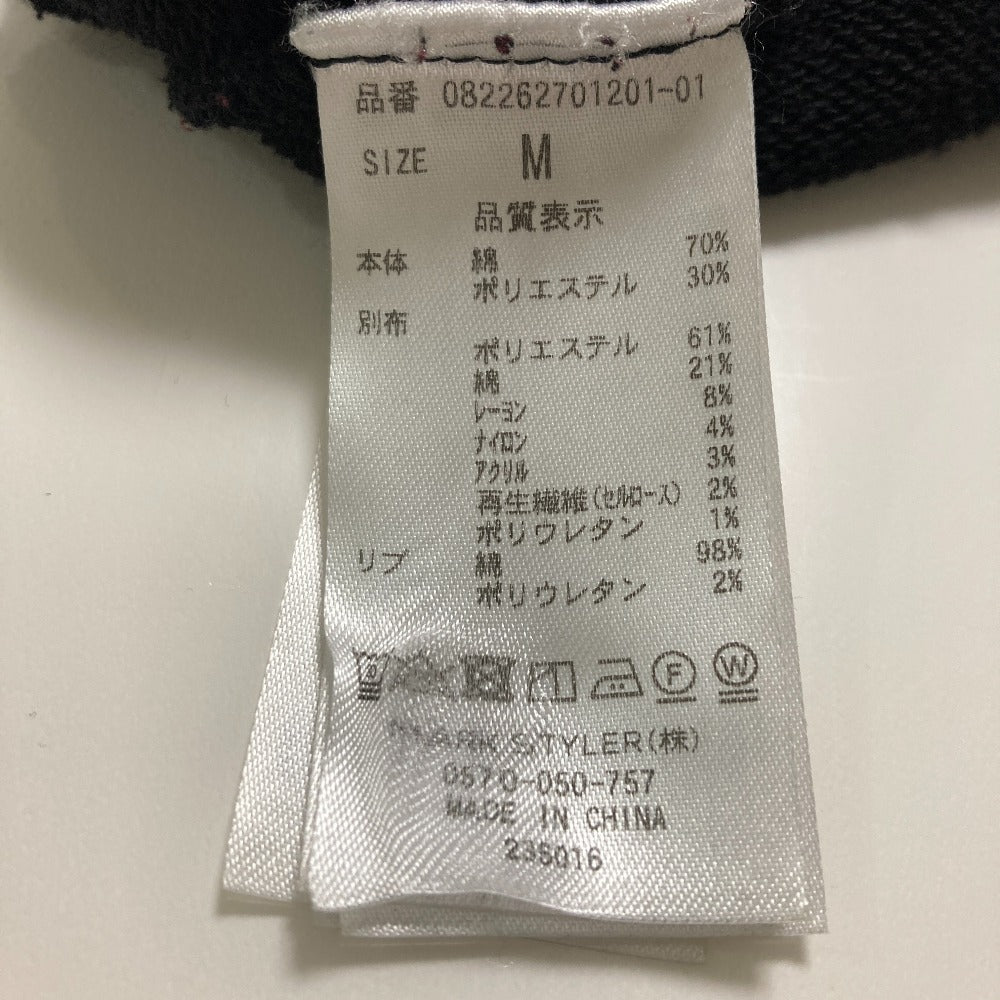 品番 082262701201-01
SIZE M
品質表示
本体 綿 70%
ポリエステル 30%
別布
ポリエステル 61%
綿 21%
レーヨン 8%
ナイロン 4%
アクリル 3%
再生繊維(セルロース) 2%
ポリウレタン 1%
リブ 綿 98%
ポリウレタン 2%
F W
MARK STYLER(株)
0570-050-757
MADE IN CHINA
235016